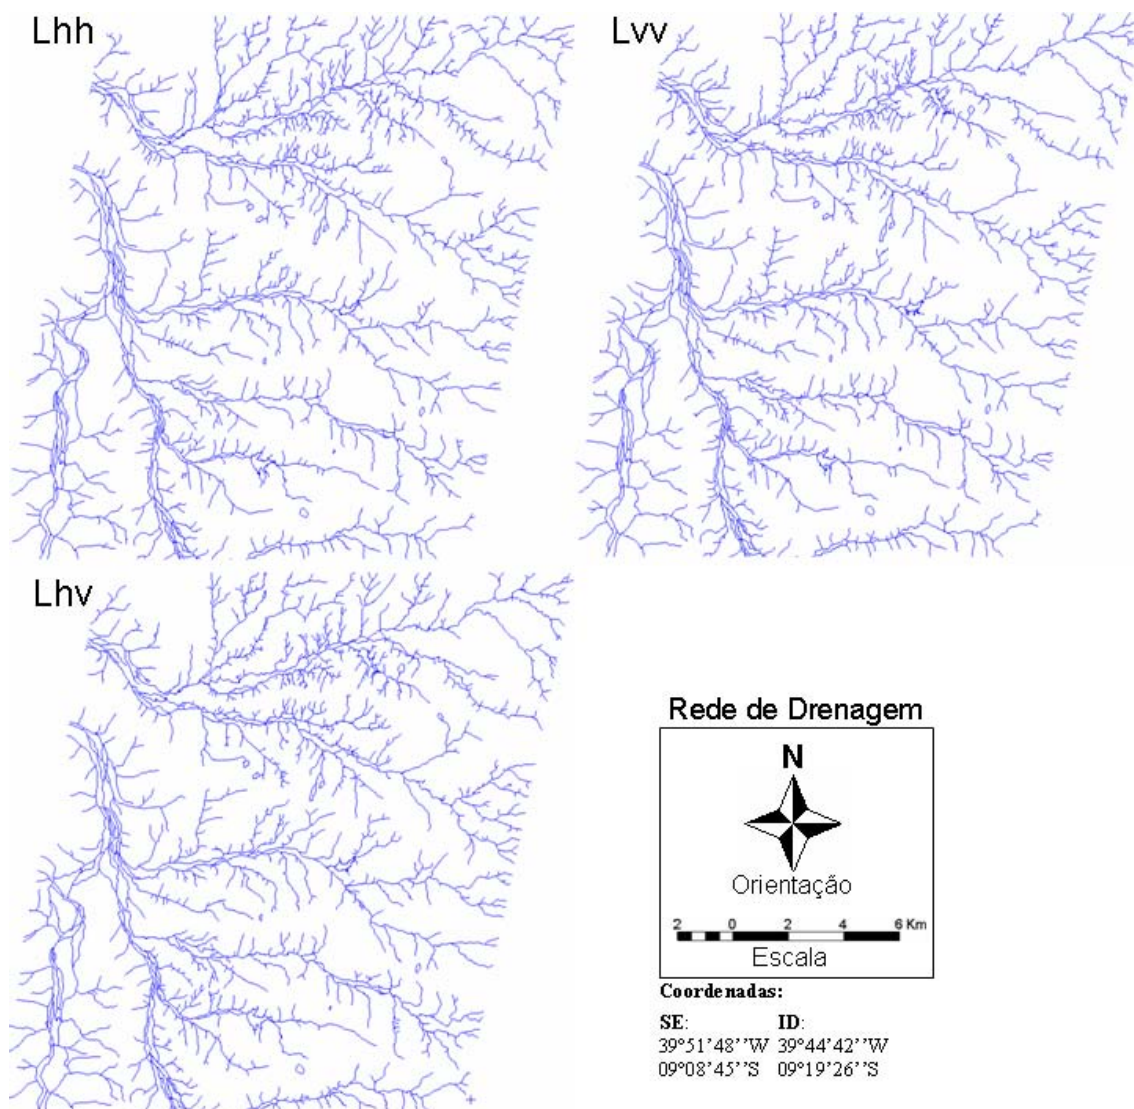 Lhh
Lvv
Lhv
Rede de Drenagem
N
Orientação
2 0 2 4 6 Km
Escala
Coordenadas:
SE: ID:
39°51'48''W 39°44'42''W
09°08'45''S 09°19'26''S